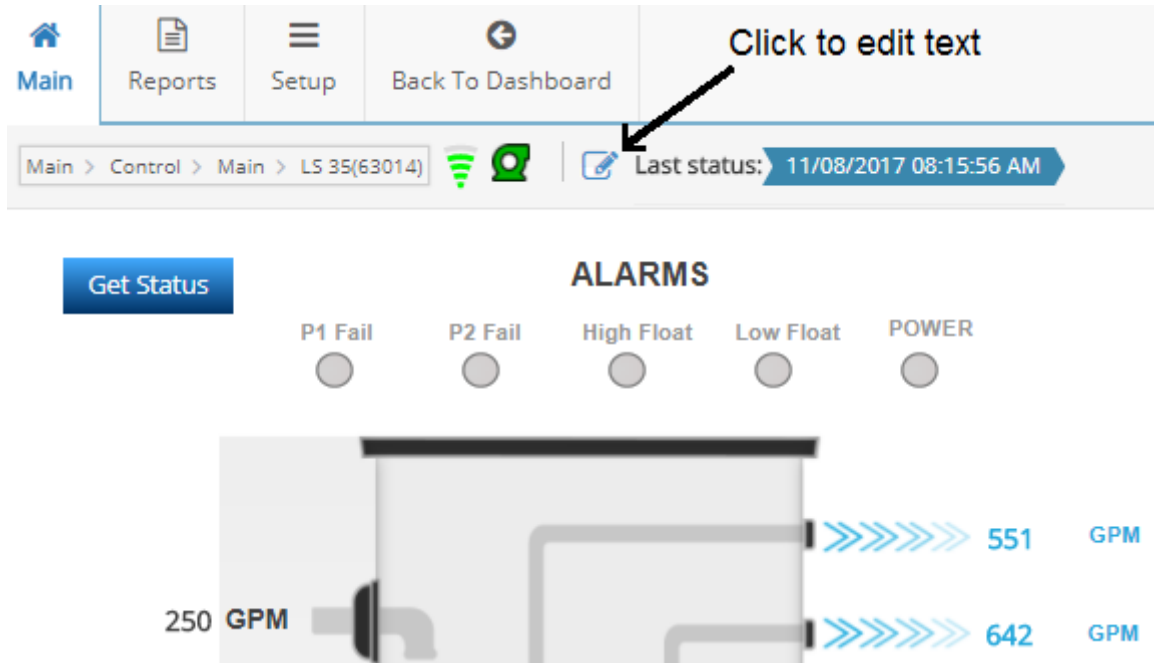 Main Reports Setup Back To Dashboard Click to edit text
Main > Control > Main > LS 35(63014) Last status: 11/08/2017 08:15:56 AM
Get Status
ALARMS
P1 Fail P2 Fail High Float Low Float POWER
551 GPM
250 GPM
642 GPM